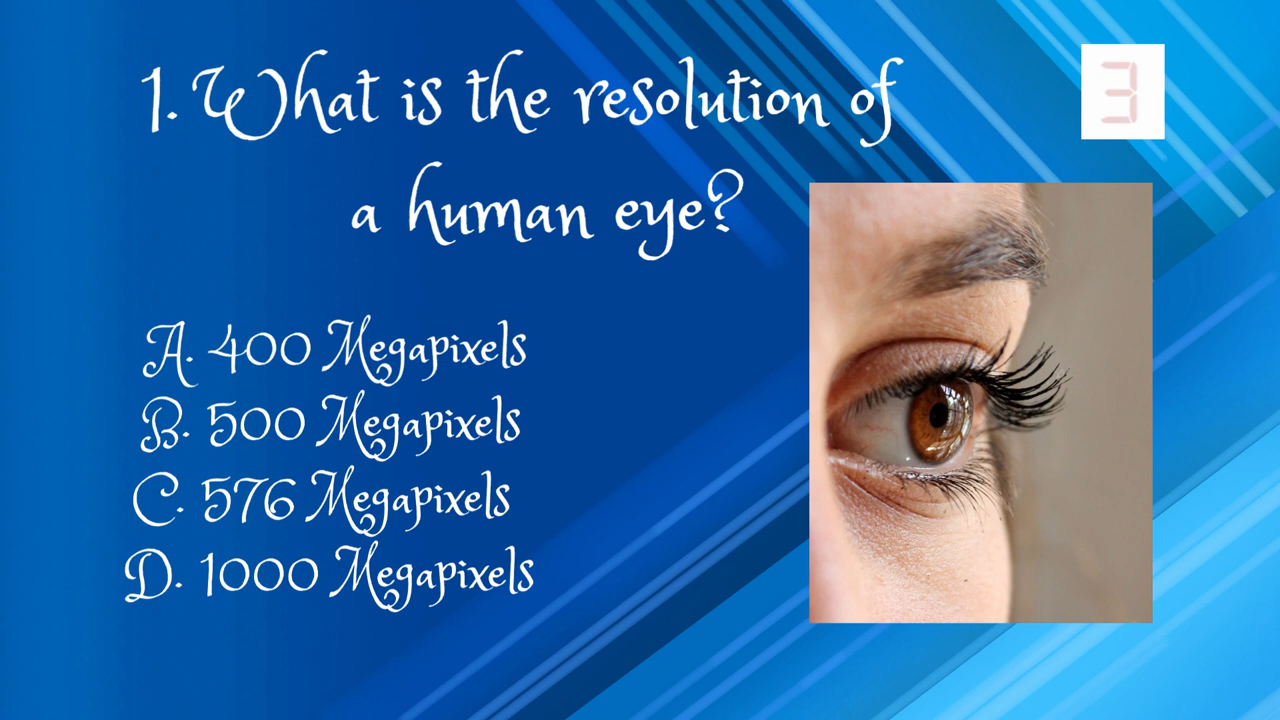 1. What is the resolution of
a human eye?
3
A. 400 Megapixels
B. 500 Megapixels
C. 576 Megapixels
D. 1000 Megapixels